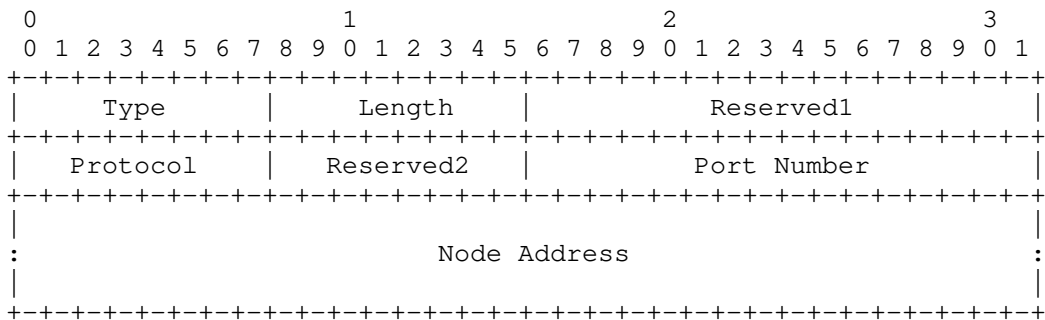 0                   1                   2                   3
 0 1 2 3 4 5 6 7 8 9 0 1 2 3 4 5 6 7 8 9 0 1 2 3 4 5 6 7 8 9 0 1
+-+-+-+-+-+-+-+-+-+-+-+-+-+-+-+-+-+-+-+-+-+-+-+-+-+-+-+-+-+-+-+-+
|     Type      |     Length    |           Reserved1           |
+-+-+-+-+-+-+-+-+-+-+-+-+-+-+-+-+-+-+-+-+-+-+-+-+-+-+-+-+-+-+-+-+
|   Protocol    |   Reserved2   |          Port Number          |
+-+-+-+-+-+-+-+-+-+-+-+-+-+-+-+-+-+-+-+-+-+-+-+-+-+-+-+-+-+-+-+-+
|                                                               |
:                          Node Address                         :
|                                                               |
+-+-+-+-+-+-+-+-+-+-+-+-+-+-+-+-+-+-+-+-+-+-+-+-+-+-+-+-+-+-+-+-+